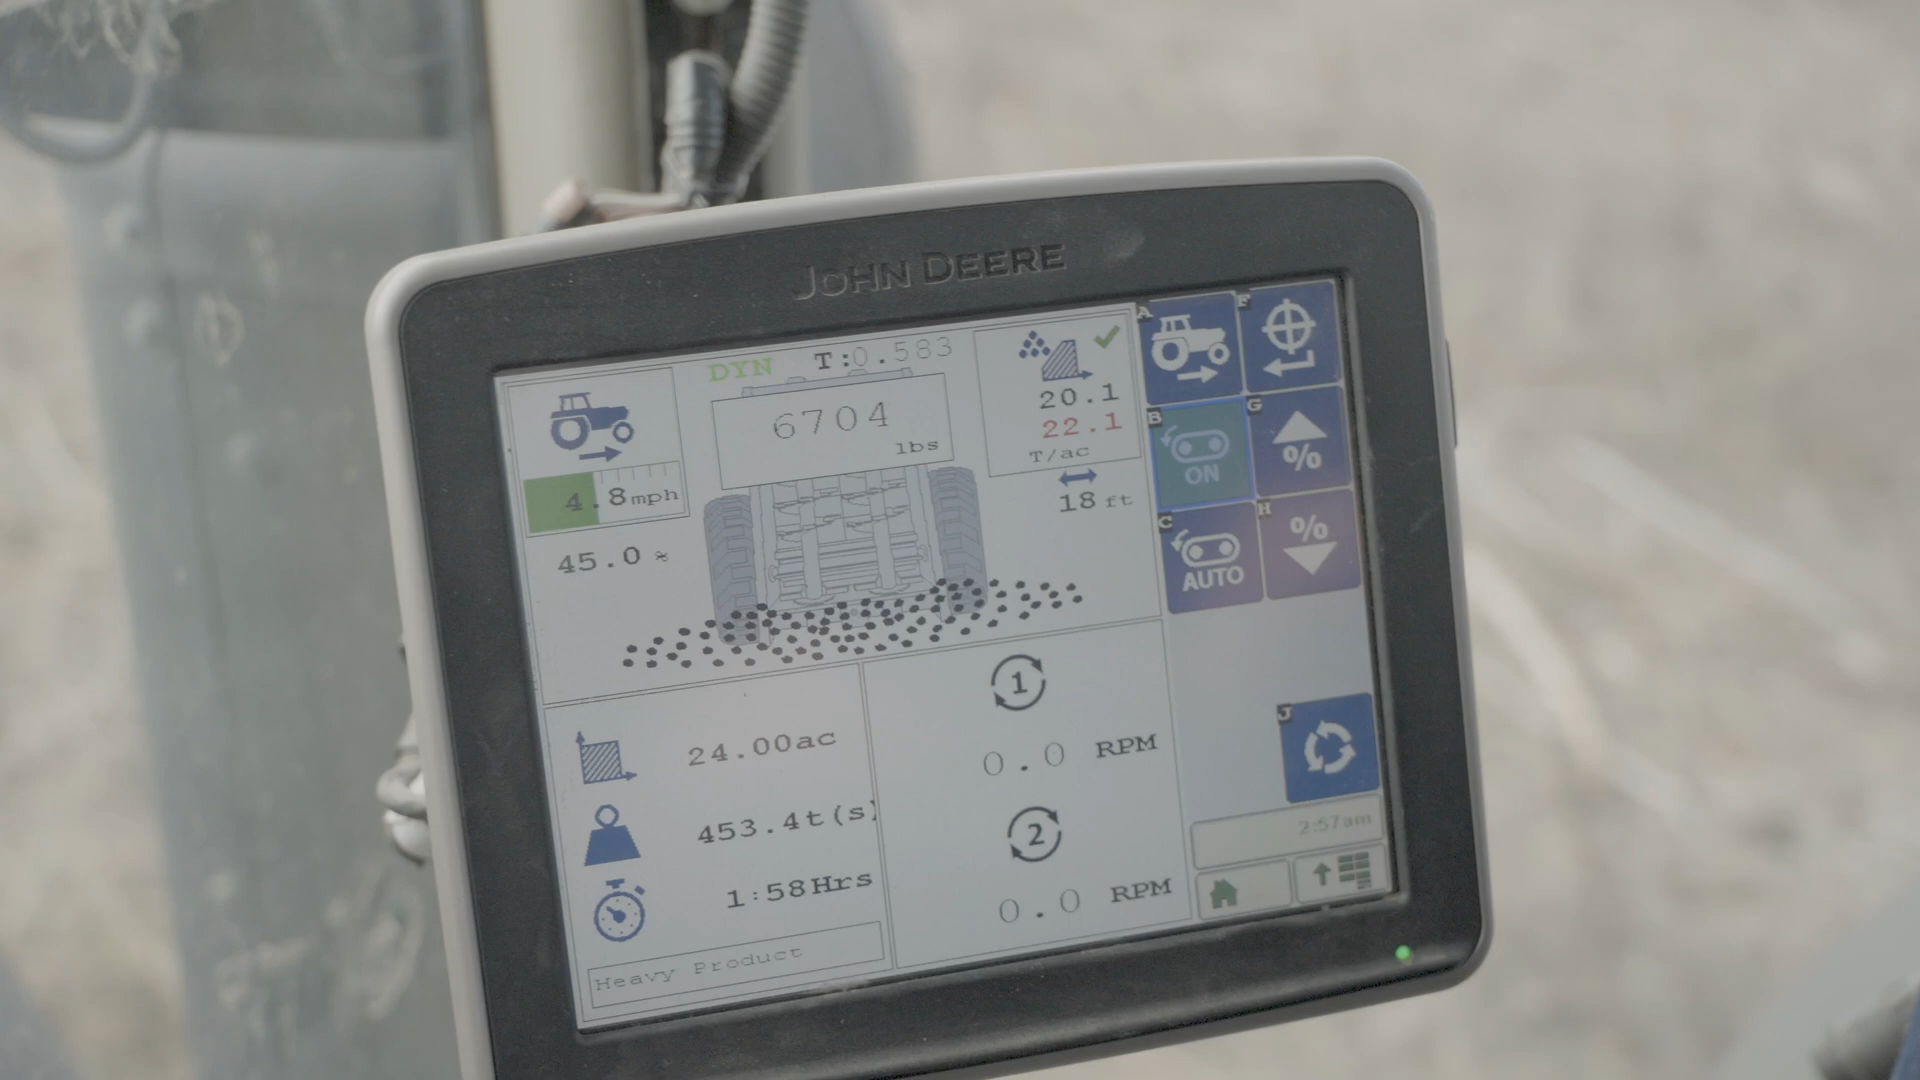 JOHN DEERE
DYN T:0.583
6704
lbs
20.1
22.1
T/ac
18 ft
4.8mph
45.0 %
A
F
B
ON
G
%
C
AUTO
H
%
24.00ac
453.4t(s)
1:58Hrs
Heavy Product
1
0.0 RPM
2
0.0 RPM
J
2:57am